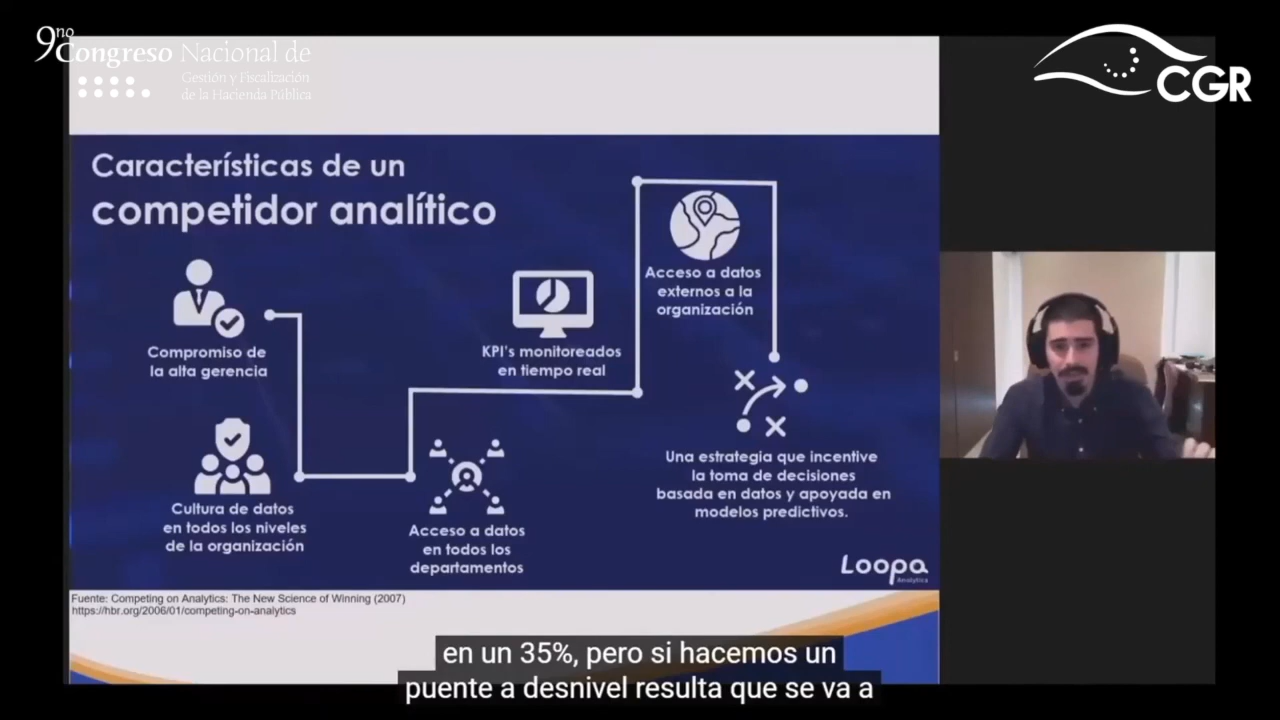 9no
Congreso Nacional de
Gestión y Fiscalización
de la Hacienda Pública
CGR
Características de un
competidor analítico
Compromiso de
la alta gerencia
Cultura de datos
en todos los niveles
de la organización
Acceso a datos
en todos los
departamentos
KPI's monitoreados
en tiempo real
Acceso a datos
externos a la
organización
Una estrategia que incentive
la toma de decisiones
basada en datos y apoyada en
modelos predictivos.
Loopa
Analytics
Fuente: Competing on Analytics: The New Science of Winning (2007)
https://hbr.org/2006/01/competing-on-analytics
en un 35%, pero si hacemos un
puente a desnivel resulta que se va a